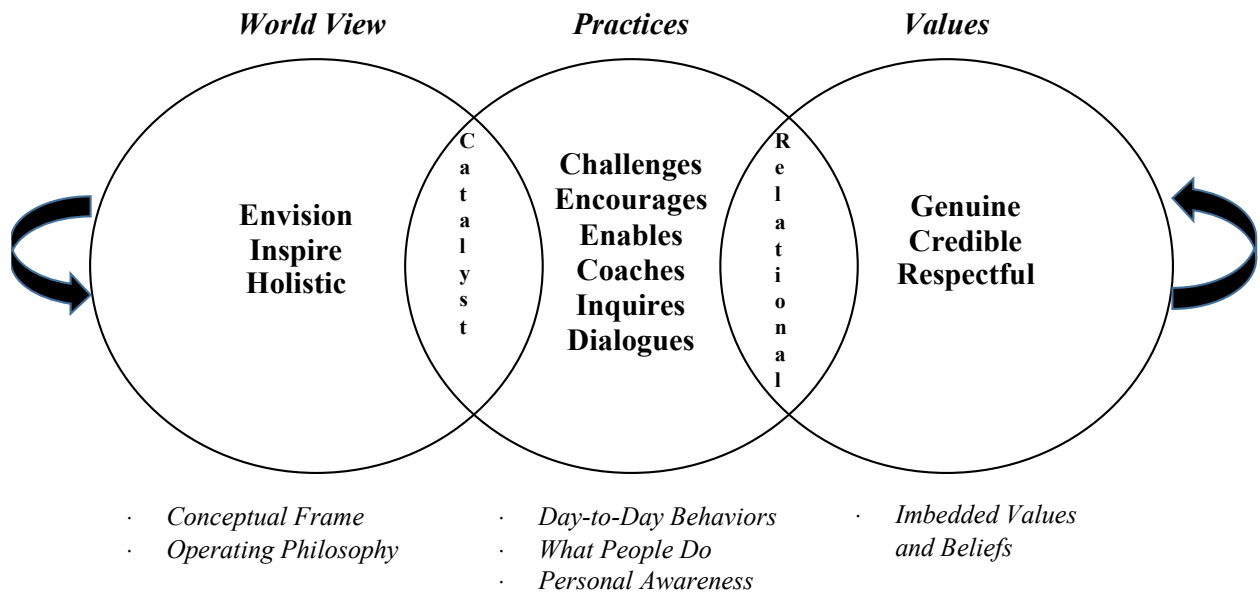 World View
Practices
Values
Envision
Inspire
Holistic
Catalyst
Challenges
Encourages
Enables
Coaches
Inquires
Dialogues
Relational
Genuine
Credible
Respectful
· Conceptual Frame
· Operating Philosophy
· Day-to-Day Behaviors
· What People Do
· Personal Awareness
· Imbedded Values
and Beliefs